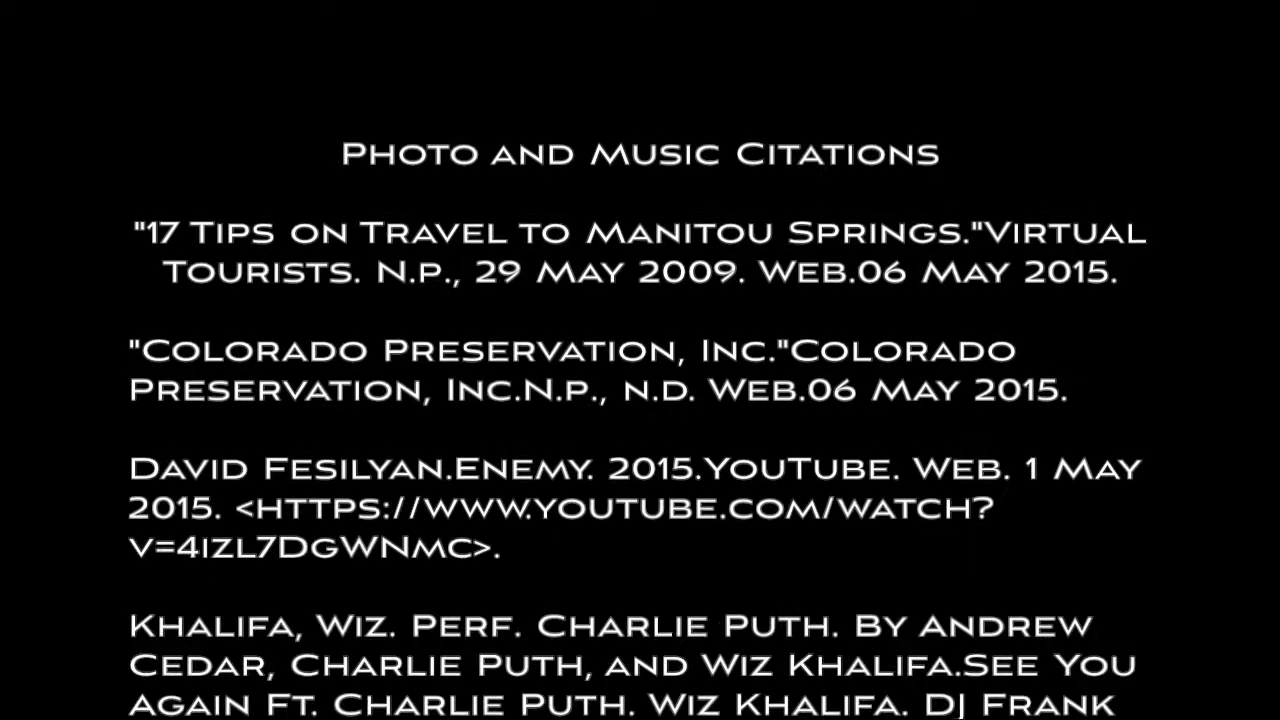 Photo and Music Citations
"17 Tips on Travel to Manitou Springs."Virtual
Tourists. N.p., 29 May 2009. Web.06 May 2015.
"Colorado Preservation, Inc."Colorado
Preservation, Inc.N.p., n.d. Web.06 May 2015.
David Fesilyan.Enemy. 2015.YouTube. Web. 1 May
2015. <https://www.youtube.com/watch?
v=4izl7DgWNmc>.
Khalifa, Wiz. Perf. Charlie Puth. By Andrew
Cedar, Charlie Puth, and Wiz Khalifa.See You
Again Ft. Charlie Puth. Wiz Khalifa. DJ Frank